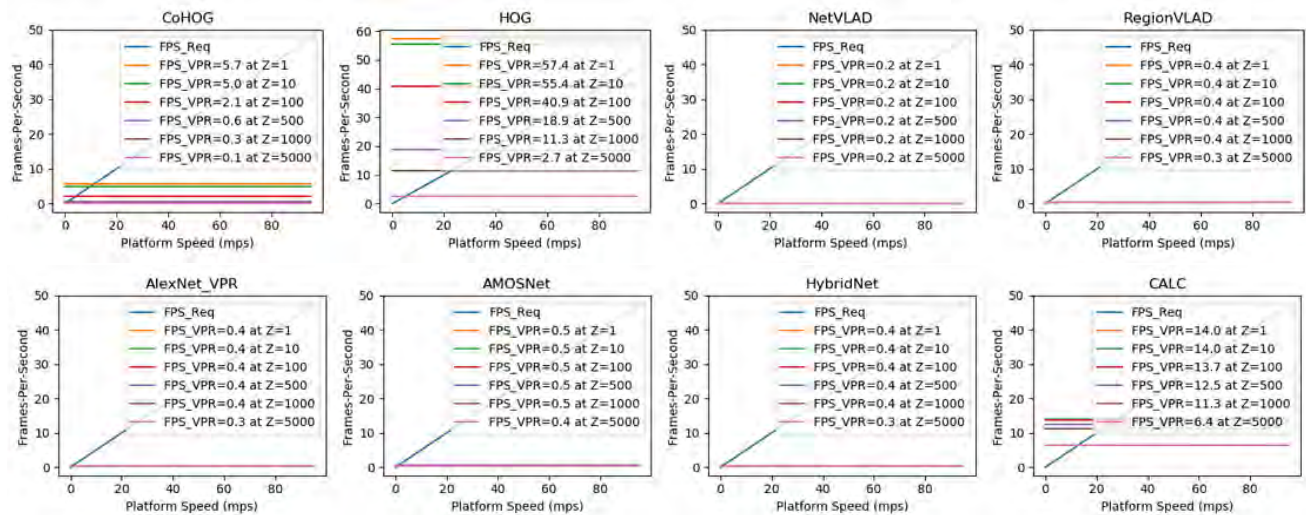 CoHOG
50
40
30
20
10
0
Frames-Per-Second
FPS_Req
FPS_VPR=5.7 at Z=1
FPS_VPR=5.0 at Z=10
FPS_VPR=2.1 at Z=100
FPS_VPR=0.6 at Z=500
FPS_VPR=0.3 at Z=1000
FPS_VPR=0.1 at Z=5000
0 20 40 60 80
Platform Speed (mps)
HOG
60
50
40
30
20
10
0
Frames-Per-Second
FPS_Req
FPS_VPR=57.4 at Z=1
FPS_VPR=55.4 at Z=10
FPS_VPR=40.9 at Z=100
FPS_VPR=18.9 at Z=500
FPS_VPR=11.3 at Z=1000
FPS_VPR=2.7 at Z=5000
0 20 40 60 80
Platform Speed (mps)
NetVLAD
50
40
30
20
10
0
Frames-Per-Second
FPS_Req
FPS_VPR=0.2 at Z=1
FPS_VPR=0.2 at Z=10
FPS_VPR=0.2 at Z=100
FPS_VPR=0.2 at Z=500
FPS_VPR=0.2 at Z=1000
FPS_VPR=0.2 at Z=5000
0 20 40 60 80
Platform Speed (mps)
RegionVLAD
50
40
30
20
10
0
Frames-Per-Second
FPS_Req
FPS_VPR=0.4 at Z=1
FPS_VPR=0.4 at Z=10
FPS_VPR=0.4 at Z=100
FPS_VPR=0.4 at Z=500
FPS_VPR=0.4 at Z=1000
FPS_VPR=0.3 at Z=5000
0 20 40 60 80
Platform Speed (mps)
AlexNet_VPR
50
40
30
20
10
0
Frames-Per-Second
FPS_Req
FPS_VPR=0.4 at Z=1
FPS_VPR=0.4 at Z=10
FPS_VPR=0.4 at Z=100
FPS_VPR=0.4 at Z=500
FPS_VPR=0.4 at Z=1000
FPS_VPR=0.3 at Z=5000
0 20 40 60 80
Platform Speed (mps)
AMOSNet
50
40
30
20
10
0
Frames-Per-Second
FPS_Req
FPS_VPR=0.5 at Z=1
FPS_VPR=0.5 at Z=10
FPS_VPR=0.5 at Z=100
FPS_VPR=0.5 at Z=500
FPS_VPR=0.5 at Z=1000
FPS_VPR=0.4 at Z=5000
0 20 40 60 80
Platform Speed (mps)
HybridNet
50
40
30
20
10
0
Frames-Per-Second
FPS_Req
FPS_VPR=0.4 at Z=1
FPS_VPR=0.4 at Z=10
FPS_VPR=0.4 at Z=100
FPS_VPR=0.4 at Z=500
FPS_VPR=0.4 at Z=1000
FPS_VPR=0.3 at Z=5000
0 20 40 60 80
Platform Speed (mps)
CALC
50
40
30
20
10
0
Frames-Per-Second
FPS_Req
FPS_VPR=14.0 at Z=1
FPS_VPR=14.0 at Z=10
FPS_VPR=13.7 at Z=100
FPS_VPR=12.5 at Z=500
FPS_VPR=11.3 at Z=1000
FPS_VPR=6.4 at Z=5000
0 20 40 60 80
Platform Speed (mps)